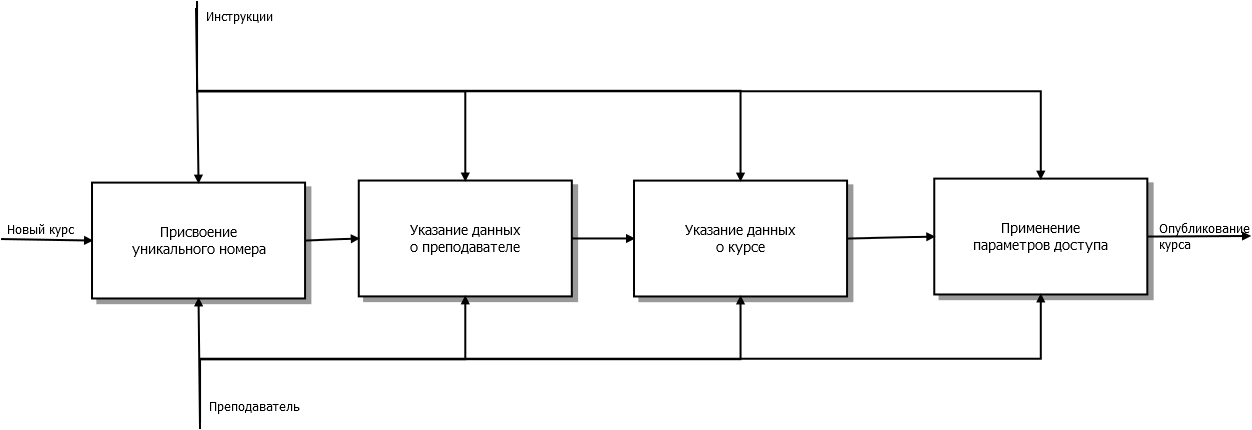 Инструкции
Новый курс
Присвоение
уникального номера
Указание данных
о преподавателе
Указание данных
о курсе
Применение
параметров доступа
Опубликование
курса
Преподаватель